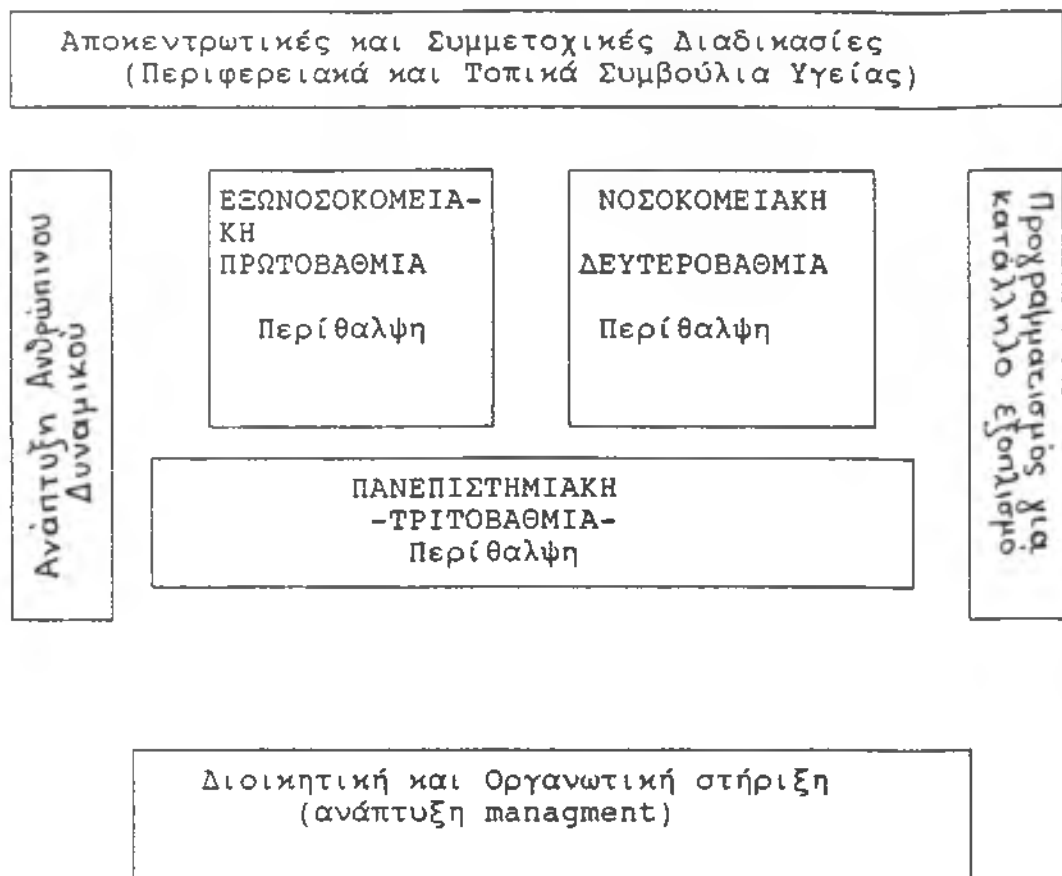 Αποκεντρωτικές και Συμμετοχικές Διαδικασίες
(Περιφερειακά και Τοπικά Συμβούλια Υγείας)
Ανάπτυξη Ανθρώπινου
Δυναμικού
ΕΞΩΝΟΣΟΚΟΜΕΙΑ-
ΚΗ
ΠΡΩΤΟΒΑΘΜΙΑ
Περίθαλψη
ΝΟΣΟΚΟΜΕΙΑΚΗ
ΔΕΥΤΕΡΟΒΑΘΜΙΑ
Περίθαλψη
Προγραμματισμός για
κατάλληλο εξοπλισμό
ΠΑΝΕΠΙΣΤΗΜΙΑΚΗ
-ΤΡΙΤΟΒΑΘΜΙΑ-
Περίθαλψη
Διοικητική και Οργανωτική στήριξη
(ανάπτυξη managment)